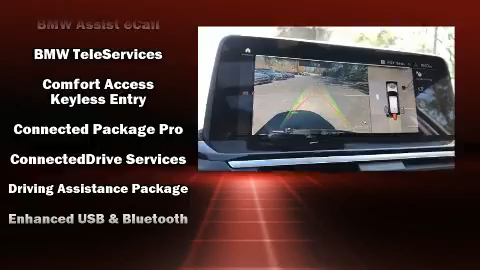 BMW Assist eCall
BMW TeleServices
Comfort Access
Keyless Entry
Connected Package Pro
ConnectedDrive Services
Driving Assistance Package
Enhanced USB & Bluetooth